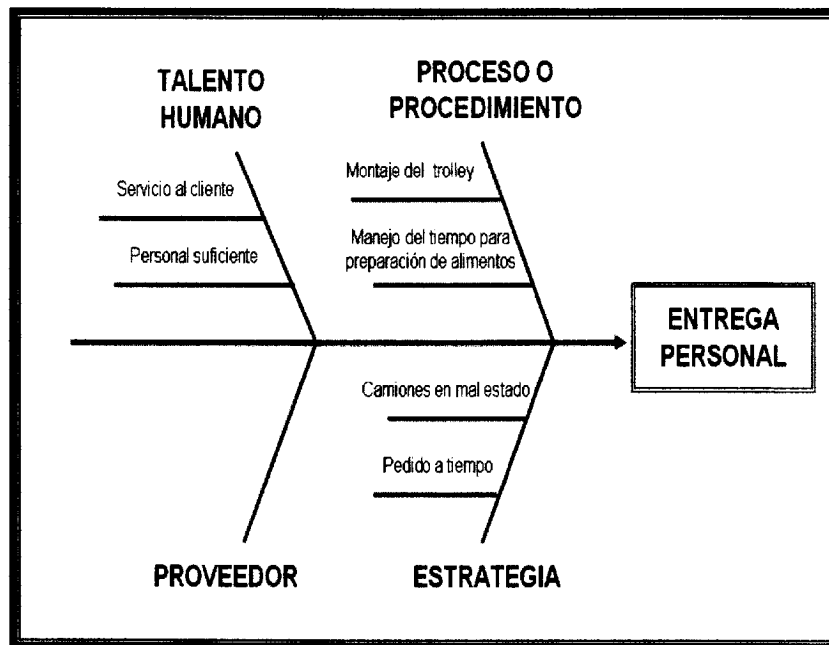 TALENTO
HUMANO
PROCESO O
PROCEDIMIENTO
Servicio al cliente
Personal suficiente
Montaje del trolley
Manejo del tiempo para
preparación de alimentos
ENTREGA
PERSONAL
Camiones en mal estado
Pedido a tiempo
PROVEEDOR
ESTRATEGIA